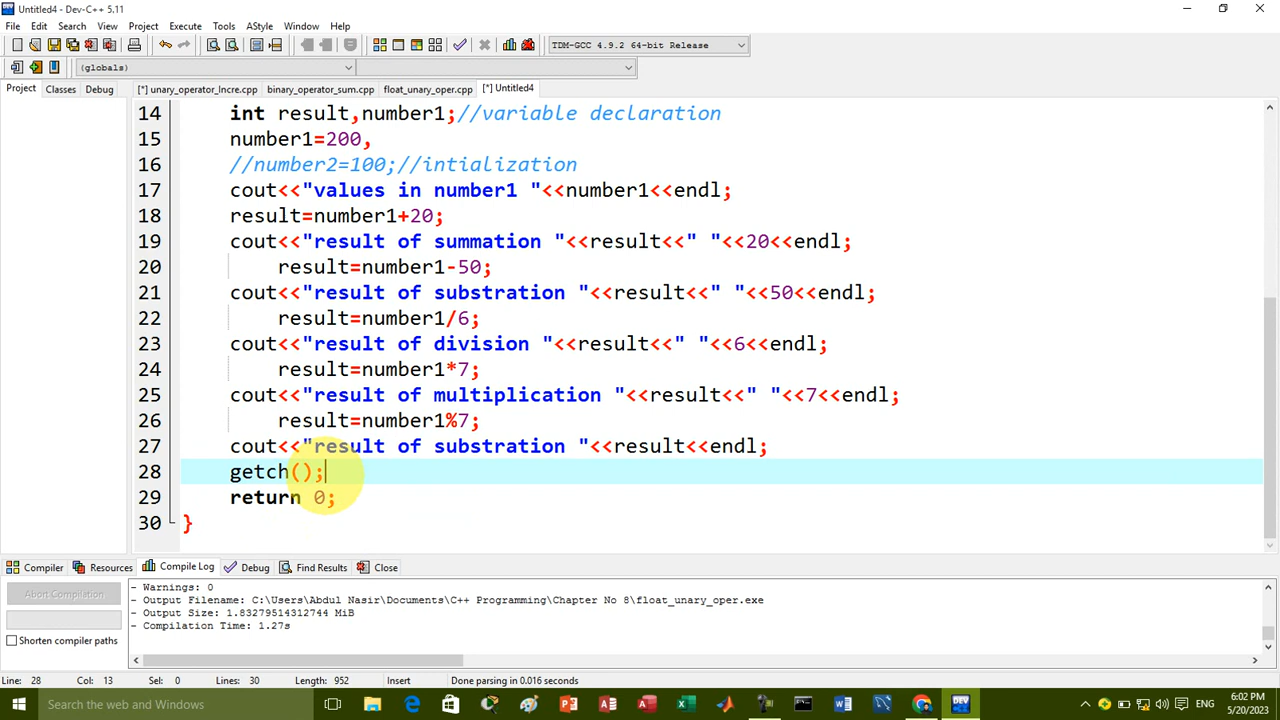 Untitled4 - Dev-C++ 5.11
File Edit Search View Project Execute Tools AStyle Window Help
TDM-GCC 4.9.2 64-bit Release
(globals)
Project Classes Debug [*] unary_operator_Incre.cpp binary_operator_sum.cpp float_unary_oper.cpp [*] Untitled4
14 int result,number1;//variable declaration
15 number1=200,
16 //number2=100;//intialization
17 cout<<"values in number1 "<<number1<<endl;
18 result=number1+20;
19 cout<<"result of summation "<<result<<" "<<20<<endl;
20 result=number1-50;
21 cout<<"result of substration "<<result<<" "<<50<<endl;
22 result=number1/6;
23 cout<<"result of division "<<result<<" "<<6<<endl;
24 result=number1*7;
25 cout<<"result of multiplication "<<result<<" "<<7<<endl;
26 result=number1%7;
27 cout<<"result of substration "<<result<<endl;
28 getch();
29 return 0;
30 }
Compiler Resources Compile Log Debug Find Results Close
Abort Compilation
Shorten compiler paths
- Warnings: 0
- Output Filename: C:\Users\Abdul Nasir\Documents\C++ Programming\Chapter No 8\float_unary_oper.exe
- Output Size: 1.83279514312744 MiB
- Compilation Time: 1.27s
Line: 28 Col: 13 Sel: 0 Lines: 30 Length: 952 Insert Done parsing in 0.016 seconds
Search the web and Windows
ENG
6:02 PM
5/20/2023